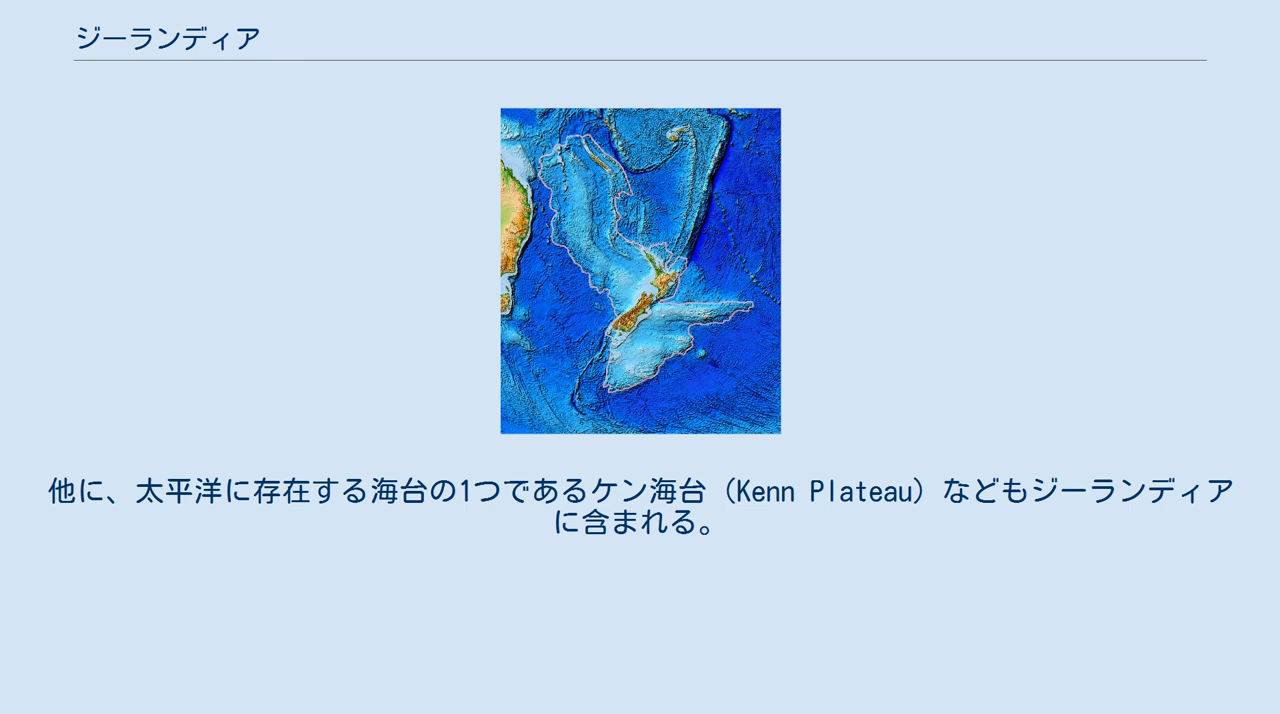 ジーランディア
他に、太平洋に存在する海台の1つであるケン海台（Kenn Plateau）などもジーランディア
に含まれる。